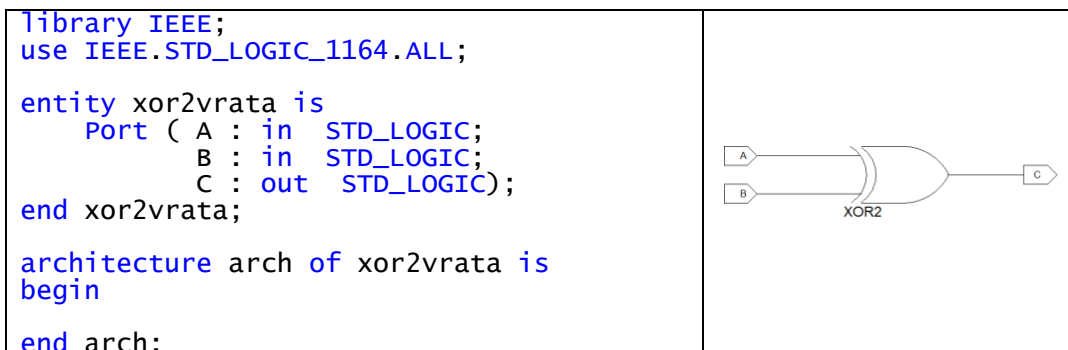 library IEEE;
use IEEE.STD_LOGIC_1164.ALL;
entity xor2vrata is
Port ( A : in STD_LOGIC;
B : in STD_LOGIC;
C : out STD_LOGIC);
end xor2vrata;
architecture arch of xor2vrata is
begin
end arch;
A
B
C
XOR2